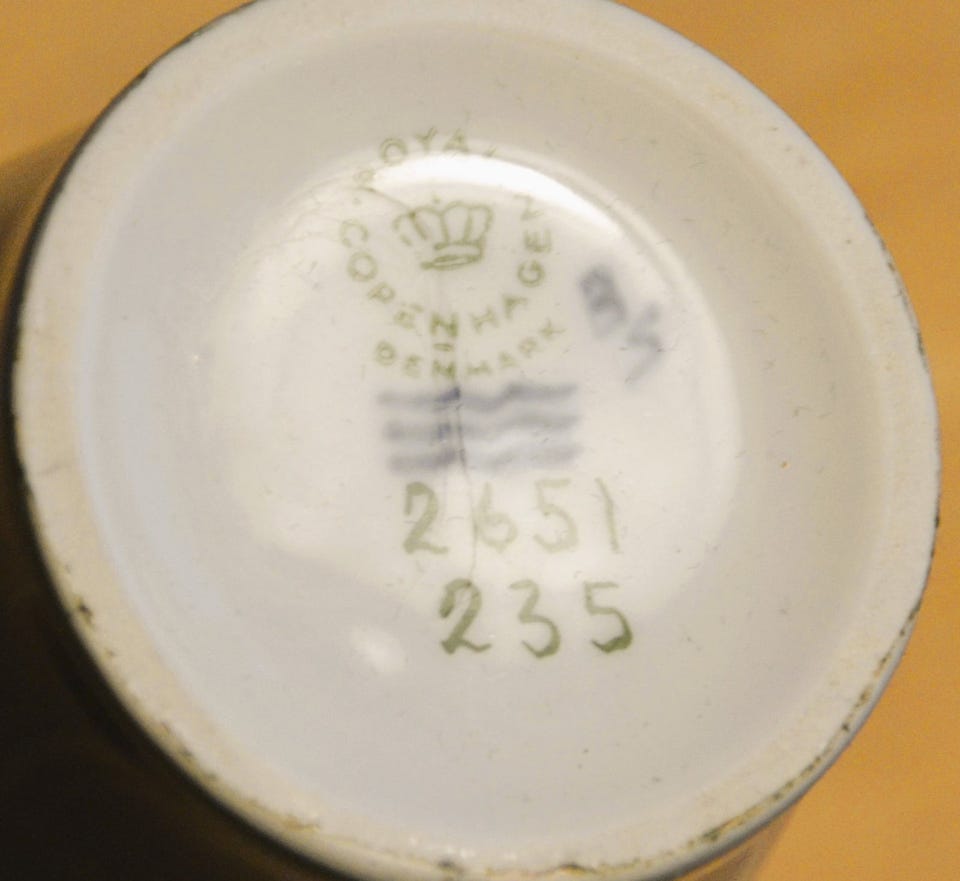 ROYAL
COPENHAGEN
DENMARK
2651
235